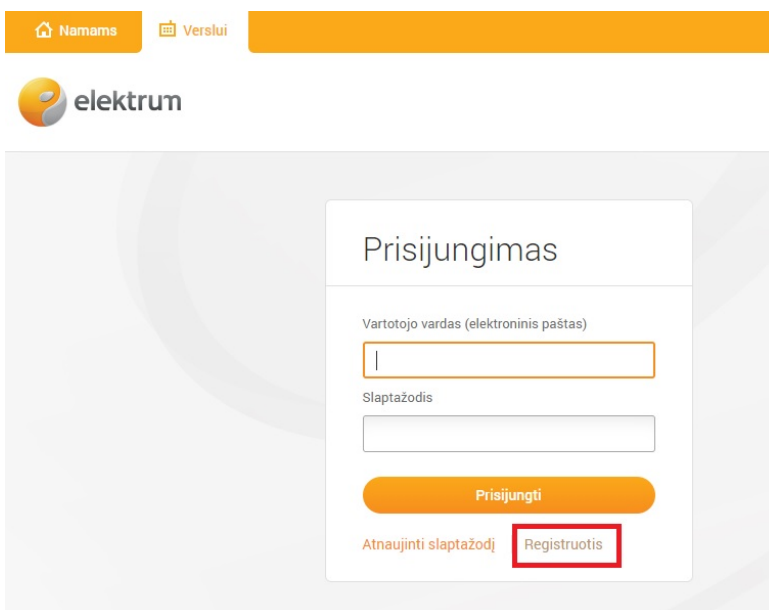 Namams Verslui
elektrum
Prisijungimas
Vartotojo vardas (elektroninis paštas)
Slaptažodis
Prisijungti
Atnaujinti slaptažodį Registruotis